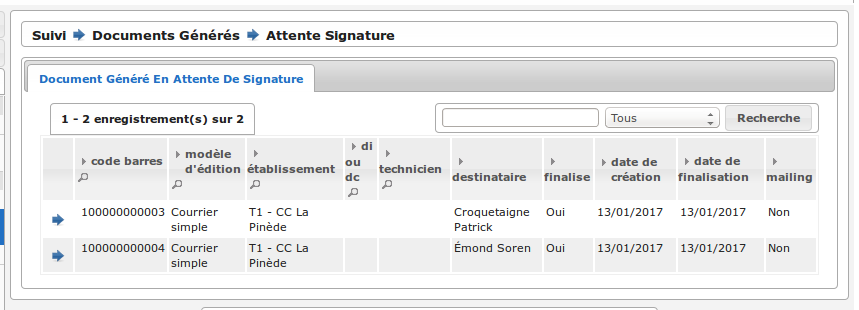 Suivi Documents Générés Attente Signature
Document Généré En Attente De Signature
1 - 2 enregistrement(s) sur 2 Tous Recherche
code barres modèle d'édition établissement di ou dc technicien destinataire finalise date de création date de finalisation mailing
100000000003 Courrier simple T1 - CC La Pinède Croquetaigne Patrick Oui 13/01/2017 13/01/2017 Non
100000000004 Courrier simple T1 - CC La Pinède Émond Soren Oui 13/01/2017 13/01/2017 Non